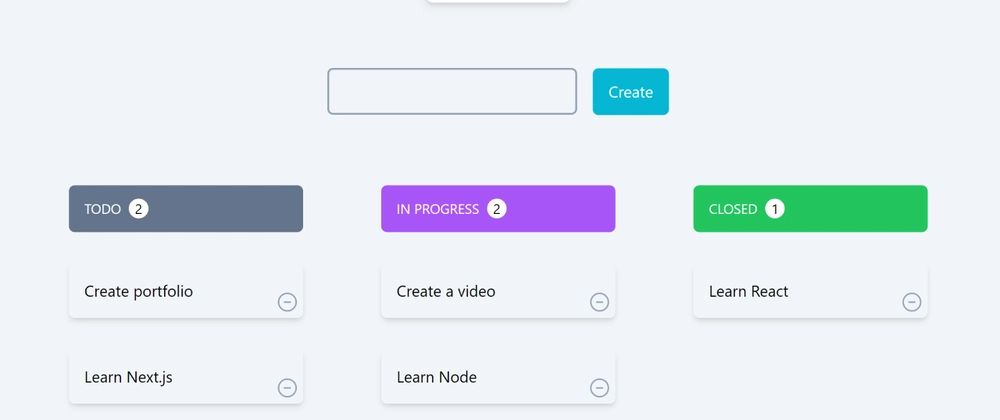 Create
TODO 2
IN PROGRESS 2
CLOSED 1
Create portfolio
Create a video
Learn React
Learn Next.js
Learn Node